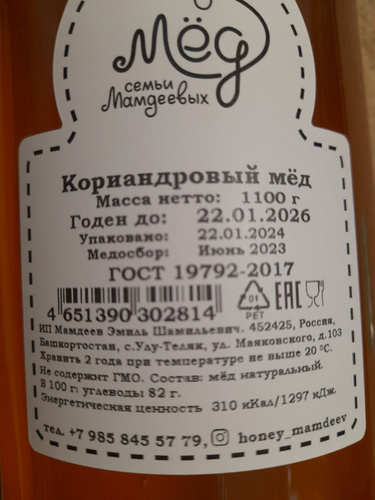 Мёд
семьи
Мамдеевых
Кориандровый мёд
Масса нетто: 1100 г
Годен до: 22.01.2026
Упаковано: 22.01.2024
Медосбор: Июнь 2023
ГОСТ 19792-2017
4 651390 302814
01
PET
EAC
ИП Мамдеев Эмиль Шамильевич. 452425, Россия,
Башкортостан, с.Улу-Теляк, ул. Маяковского, д.103
Хранить 2 года при температуре не выше 20 °C.
Не содержит ГМО. Состав: мёд натуральный.
В 100 г: углеводы 82 г.
Энергетическая ценность 310 кКал/1297 кДж.
тел. +7 985 845 57 79, honey_mamdeev